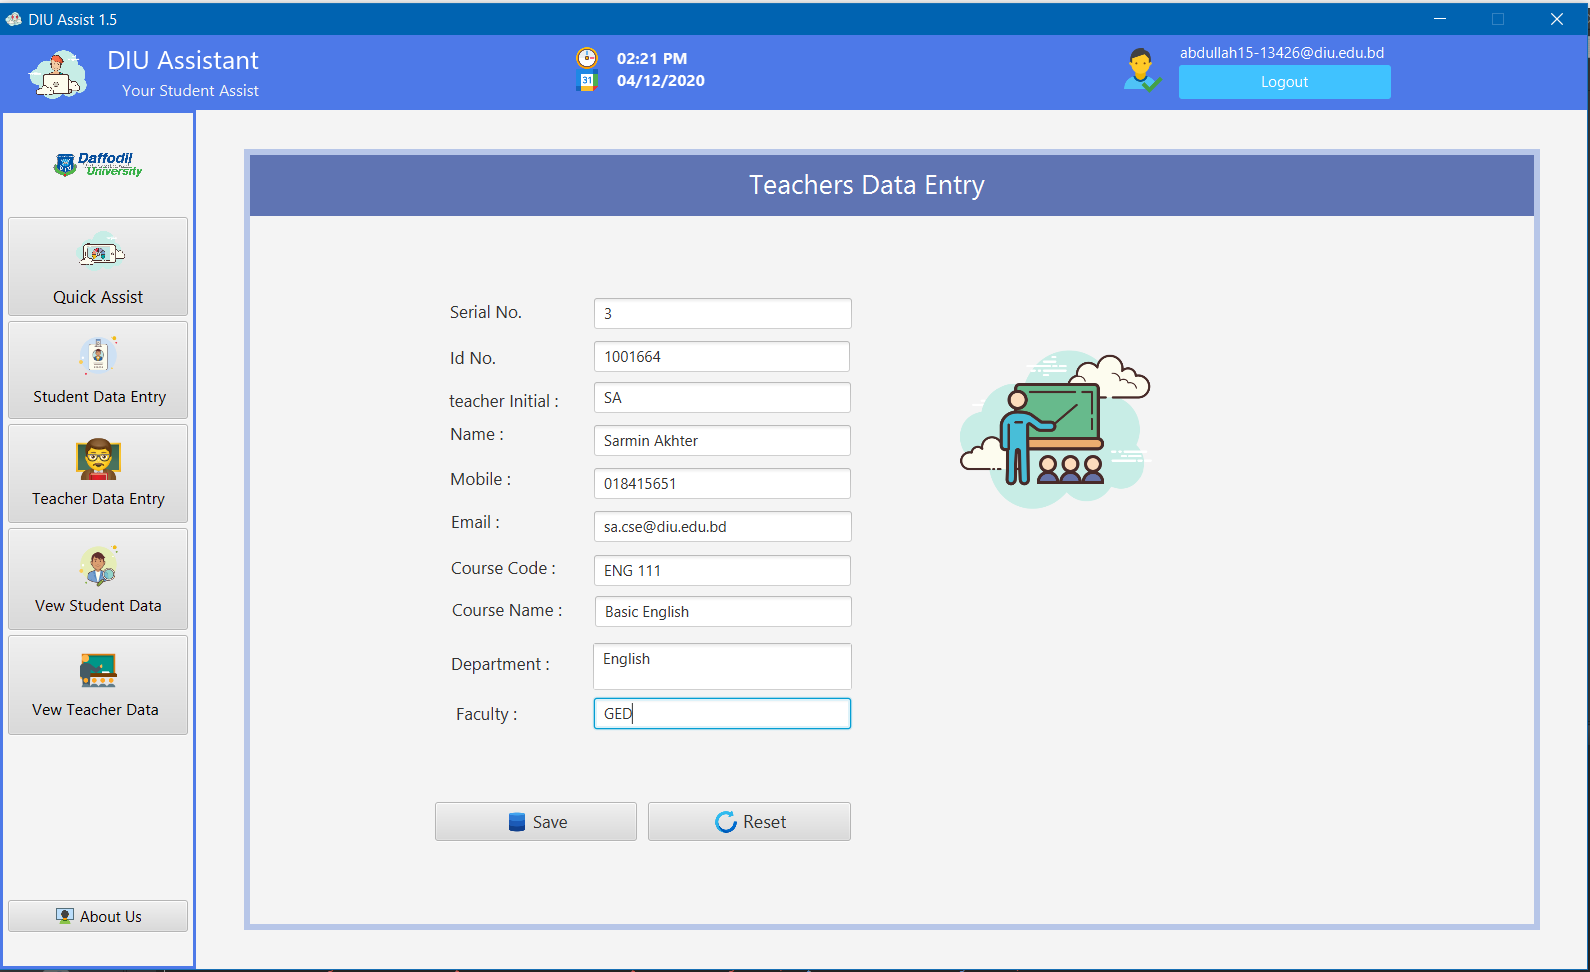 DIU Assist 1.5
DIU Assistant
Your Student Assist
02:21 PM
31
04/12/2020
abdullah15-13426@diu.edu.bd
Logout
Daffodil
University
Quick Assist
Student Data Entry
Teacher Data Entry
Vew Student Data
Vew Teacher Data
About Us
Teachers Data Entry
Serial No. 3
Id No. 1001664
teacher Initial : SA
Name : Sarmin Akhter
Mobile : 018415651
Email : sa.cse@diu.edu.bd
Course Code : ENG 111
Course Name : Basic English
Department : English
Faculty : GED
Save
Reset